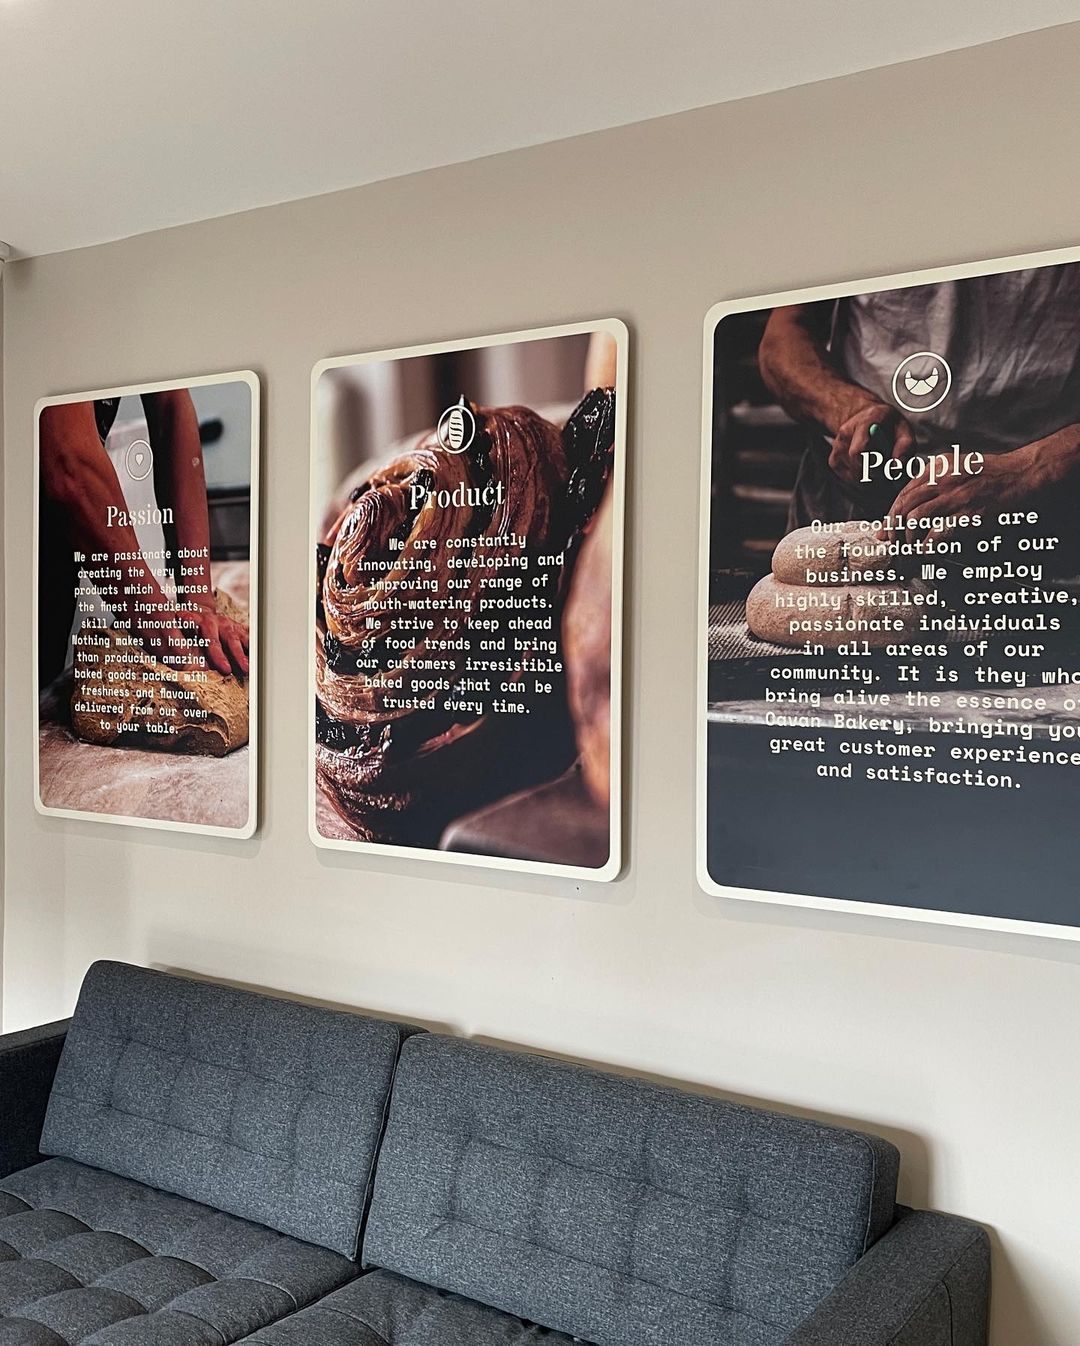 Passion
We are passionate about
creating the very best
products which showcase
the finest ingredients,
skill and innovation,
Nothing makes us happier
than producing amazing
baked goods packed with
freshness and flavour,
delivered from our oven
to your table.
Product
We are constantly
innovating, developing and
improving our range of
mouth-watering products.
We strive to keep ahead
of food trends and bring
our customers irresistible
baked goods that can be
trusted every time.
People
Our colleagues are
the foundation of our
business. We employ
highly skilled, creative,
passionate individuals
in all areas of our
community. It is they who
bring alive the essence
Oavan Bakery, bringing
great customer experience
and satisfaction.